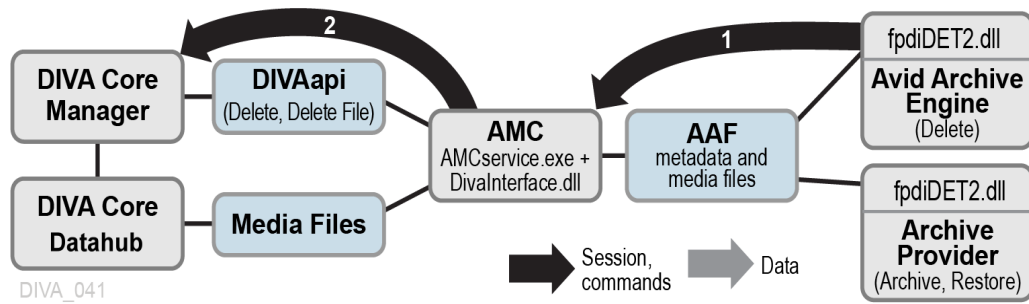 2
1
fpdiDET2.dll
Avid Archive
Engine
(Delete)
DIVA Core
Manager
DIVAapi
(Delete, Delete File)
AMC
AMCservice.exe +
DivaInterface.dll
AAF
metadata and
media files
DIVA Core
Datahub
Media Files
fpdiDET2.dll
Archive
Provider
(Archive, Restore)
Session,
commands
Data
DIVA_041